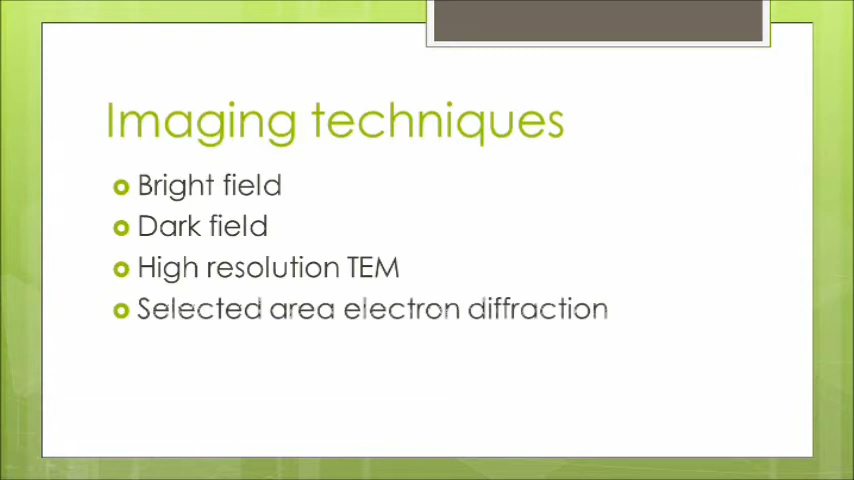 Imaging techniques
Bright field
Dark field
High resolution TEM
Selected area electron diffraction